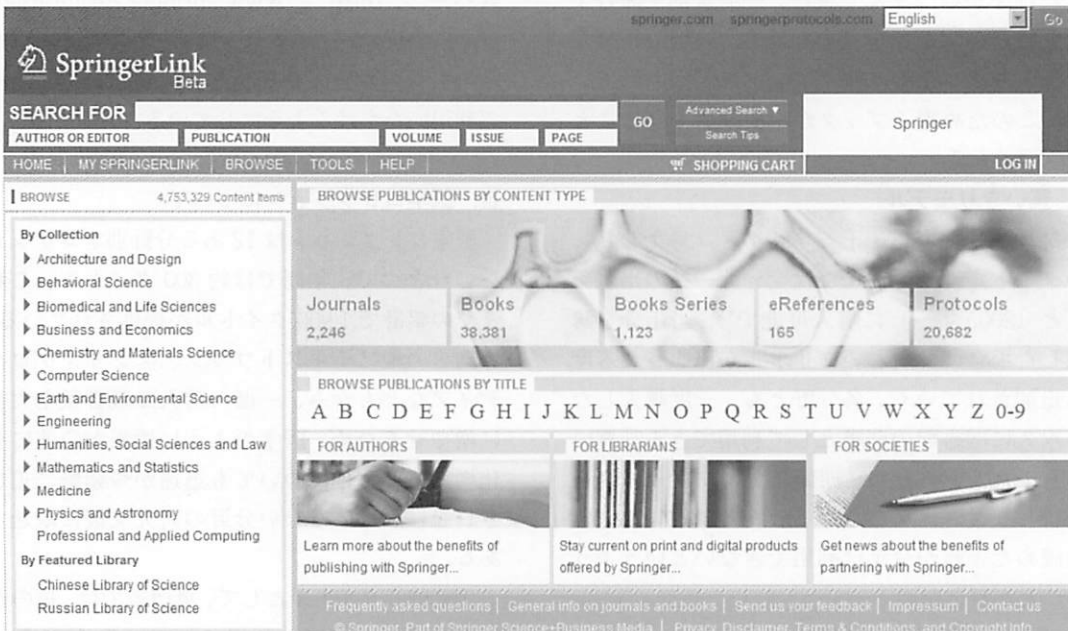 springer.com springerprotocols.com English Go
SpringerLink
Beta
SEARCH FOR
GO
Advanced Search ▼
Search Tips
Springer
AUTHOR OR EDITOR PUBLICATION VOLUME ISSUE PAGE
HOME MY SPRINGERLINK BROWSE TOOLS HELP SHOPPING CART LOG IN
BROWSE 4,753,329 Content Items
By Collection
Architecture and Design
Behavioral Science
Biomedical and Life Sciences
Business and Economics
Chemistry and Materials Science
Computer Science
Earth and Environmental Science
Engineering
Humanities, Social Sciences and Law
Mathematics and Statistics
Medicine
Physics and Astronomy
Professional and Applied Computing
By Featured Library
Chinese Library of Science
Russian Library of Science
BROWSE PUBLICATIONS BY CONTENT TYPE
Journals Books Books Series eReferences Protocols
2,246 38,381 1,123 165 20,682
BROWSE PUBLICATIONS BY TITLE
A B C D E F G H I J K L M N O P Q R S T U V W X Y Z 0-9
FOR AUTHORS
Learn more about the benefits of
publishing with Springer...
FOR LIBRARIANS
Stay current on print and digital products
offered by Springer...
FOR SOCIETIES
Get news about the benefits of
partnering with Springer...
Frequently asked questions | General info on journals and books | Send us your feedback | Impressum | Contact us
© Springer. Part of Springer Science+Business Media | Privacy, Disclaimer, Terms & Conditions, and Copyright Info